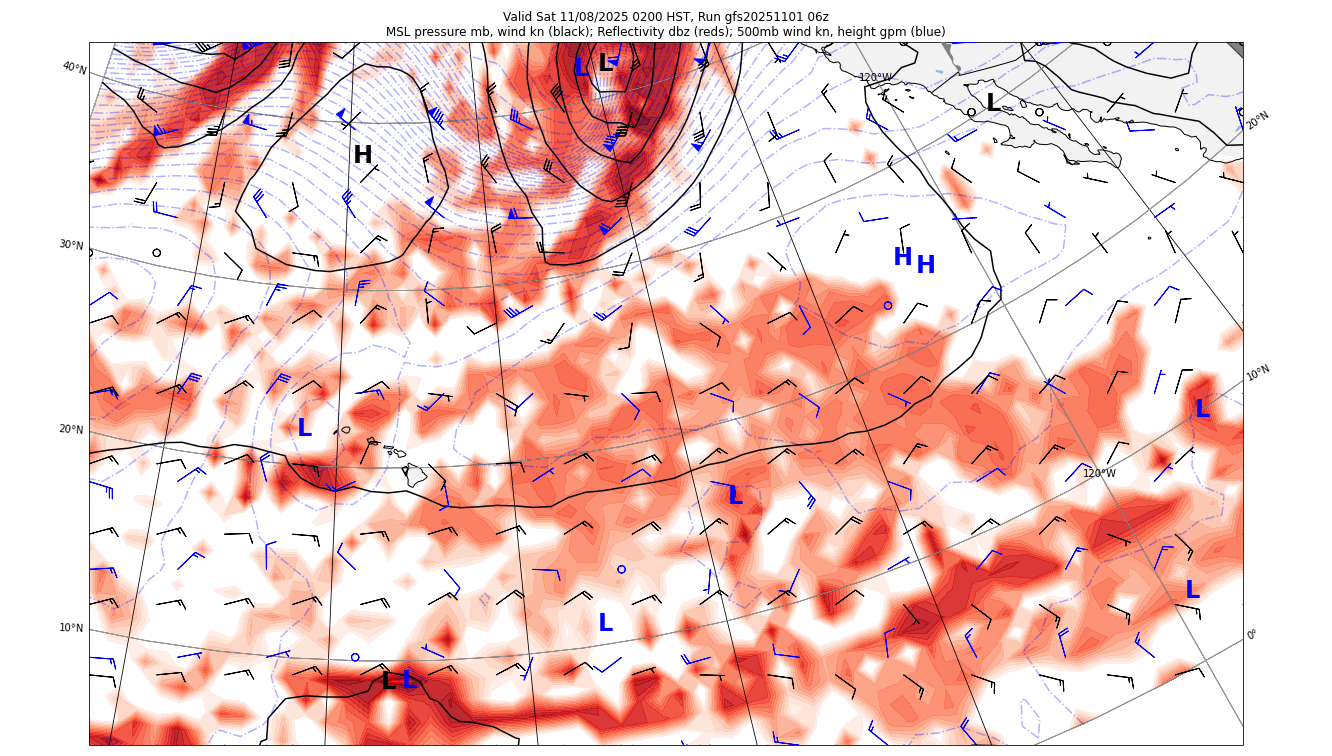 Valid Sat 11/08/2025 0200 HST, Run gfs20251101 06z
MSL pressure mb, wind kn (black); Reflectivity dbz (reds); 500mb wind kn, height gpm (blue)
40°N
L
L
120°W
L
20°N
H
30°N
H
H
10°N
L
20°N
L
120°W
L
L
10°N
L
0°
L
L